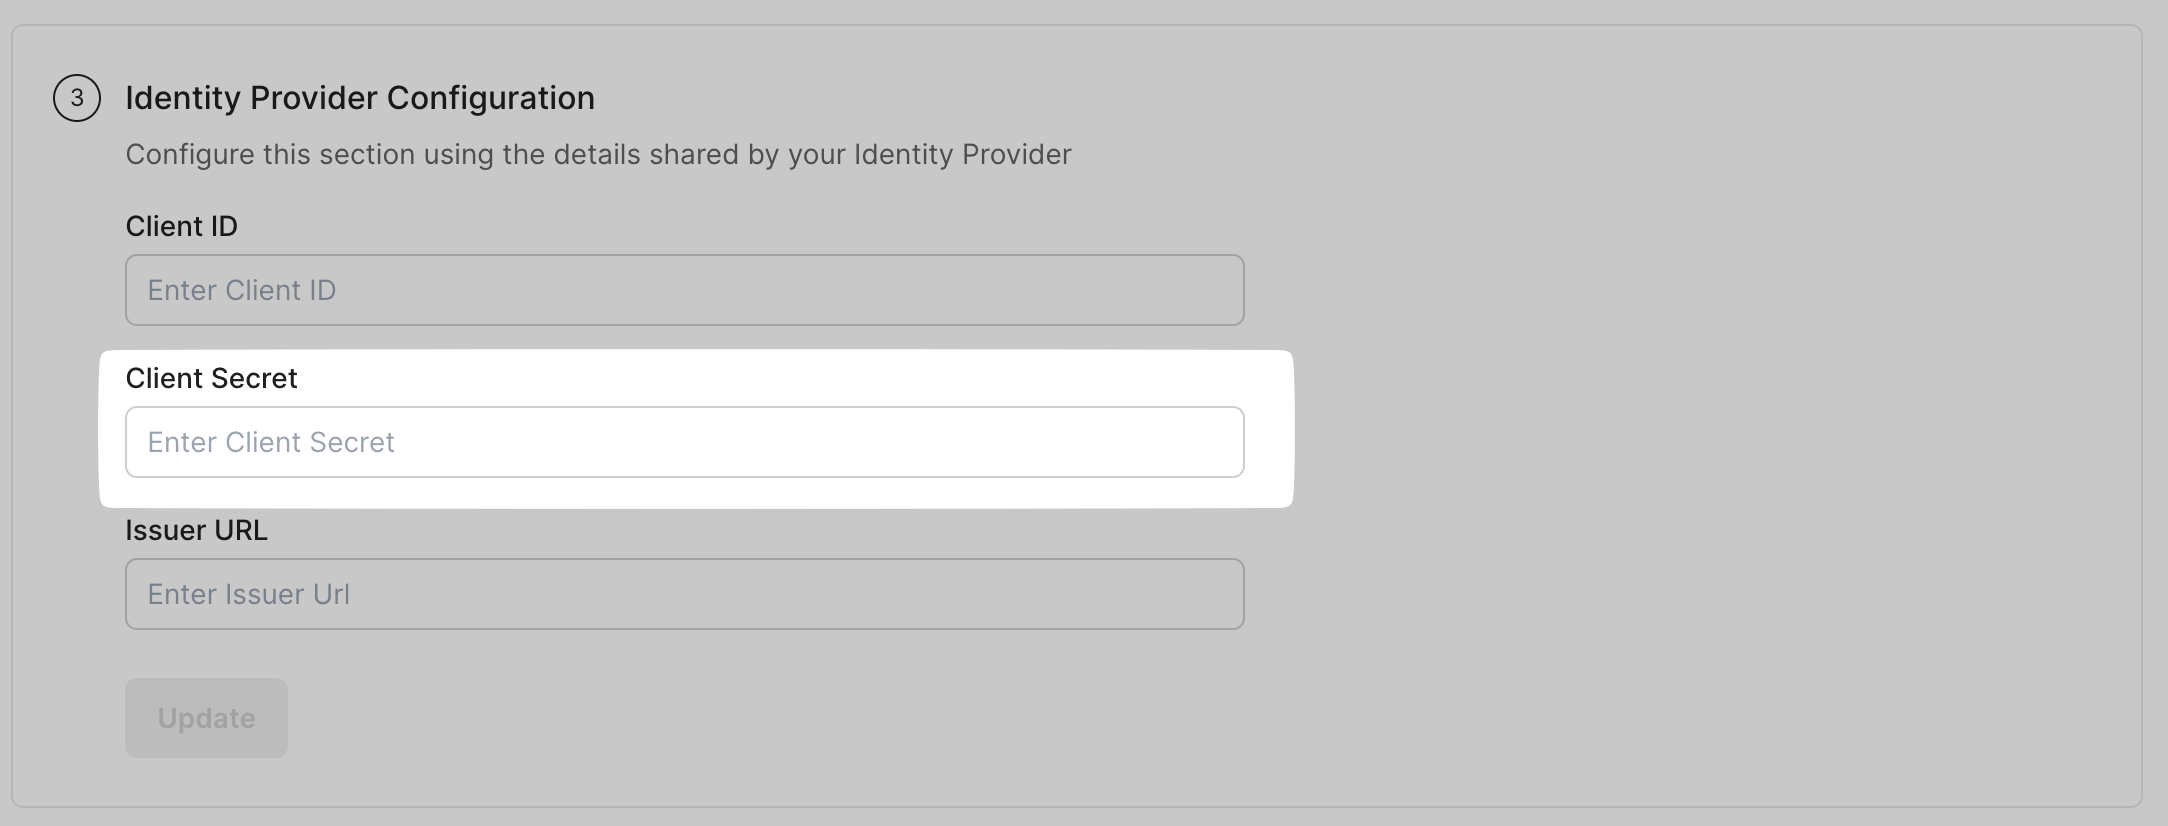 3
Identity Provider Configuration
Configure this section using the details shared by your Identity Provider
Client ID
Enter Client ID
Client Secret
Enter Client Secret
Issuer URL
Enter Issuer Url
Update